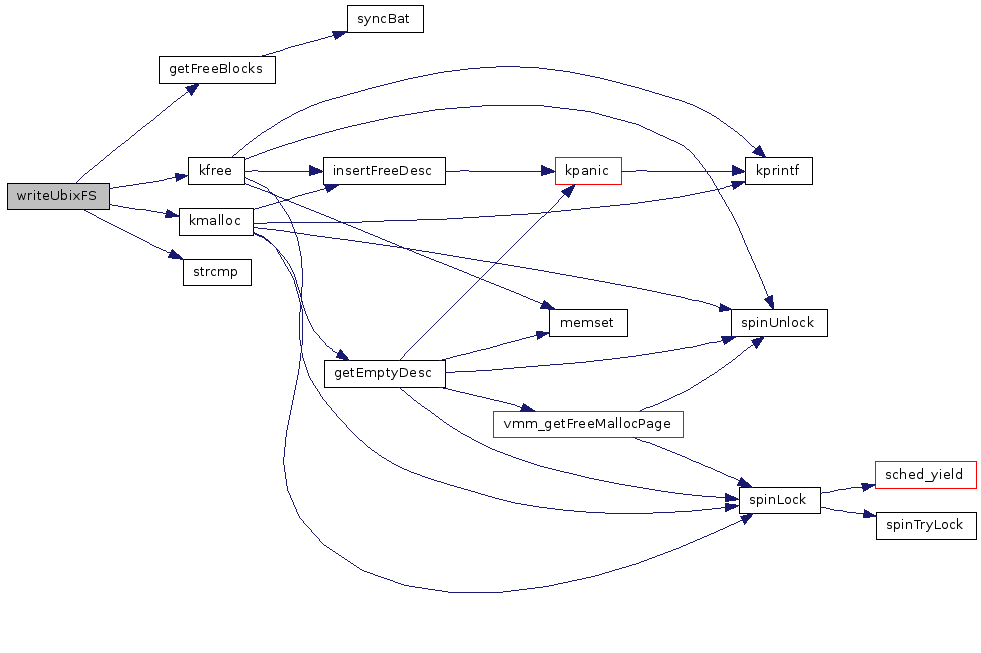 syncBat
getFreeBlocks
kfree
insertFreeDesc
kpanic
kprintf
writeUbixFS
kmalloc
strcmp
memset
spinUnlock
getEmptyDesc
vmm_getFreeMallocPage
sched_yield
spinLock
spinTryLock